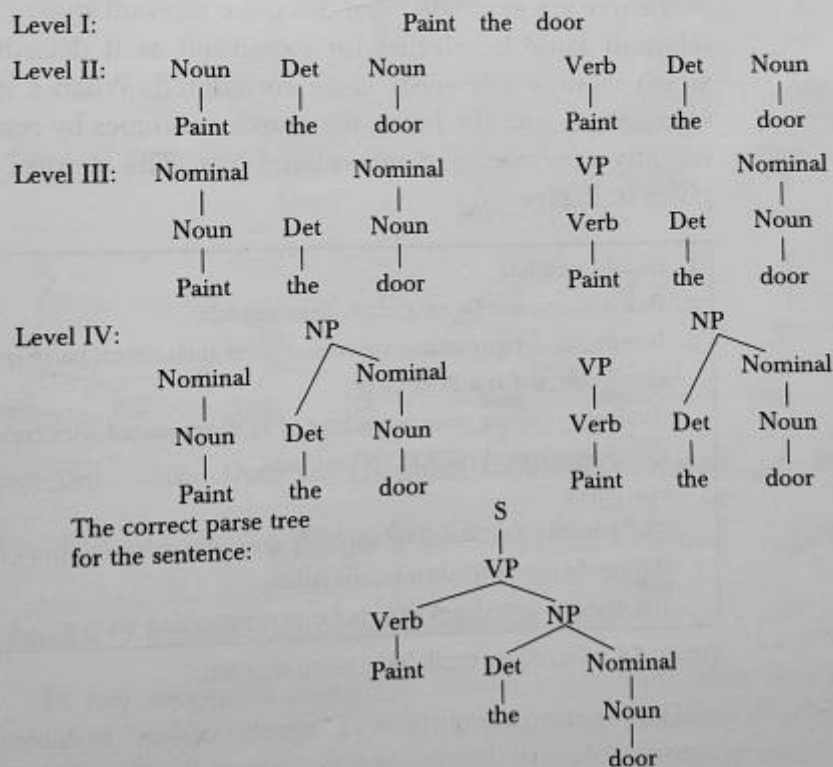 Level I: Paint the door
Level II: Noun Det Noun Verb Det Noun
Paint the door Paint the door
Level III: Nominal Nominal VP Nominal
Noun Det Noun Verb Det Noun
Paint the door Paint the door
Level IV: NP NP
Nominal Nominal VP Nominal
Noun Det Noun Verb Det Noun
Paint the door Paint the door
The correct parse tree
for the sentence:
S
VP
Verb NP
Paint Det Nominal
the Noun
door